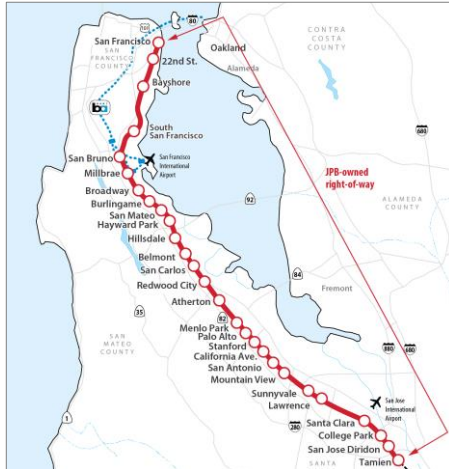 80
101
San Francisco
SAN
FRANCISCO
COUNTY
22nd St.
Bayshore
Oakland
Alameda
CONTRA
COSTA
COUNTY
680
ba
South
San Francisco
San Bruno
San Francisco
International
Airport
Millbrae
JPB-owned
right-of-way
Broadway
Burlingame
San Mateo
Hayward Park
Hillsdale
92
ALAMEDA
COUNTY
Belmont
San Carlos
Redwood City
84
Fremont
Atherton
35
82
SAN
MATEO
COUNTY
Menlo Park
Palo Alto
Stanford
California Ave.
San Antonio
Mountain View
880
680
Sunnyvale
Lawrence
San Jose
International
Airport
1
280
Santa Clara
College Park
San Jose Diridon
Tamien
SANTA